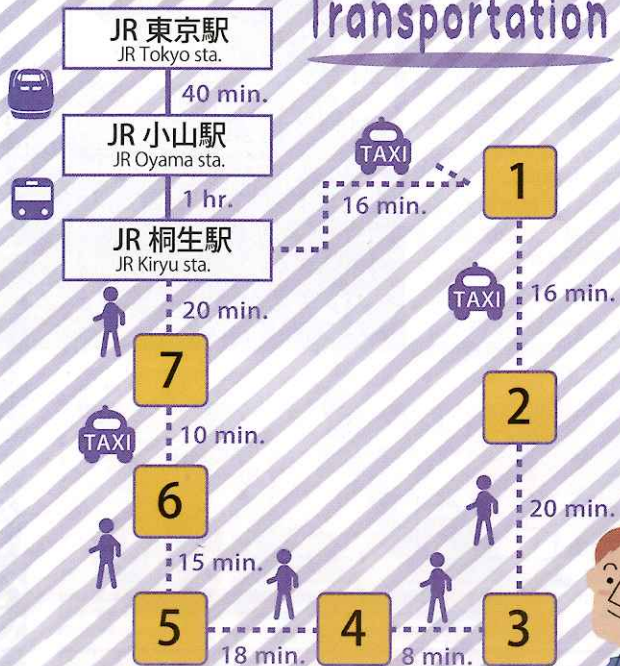 Transportation
JR 東京駅
JR Tokyo sta.
40 min.
JR 小山駅
JR Oyama sta.
1 hr.
JR 桐生駅
JR Kiryu sta.
TAXI
16 min.
1
TAXI
16 min.
2
20 min.
3
8 min.
4
18 min.
5
15 min.
6
TAXI
10 min.
7
20 min.